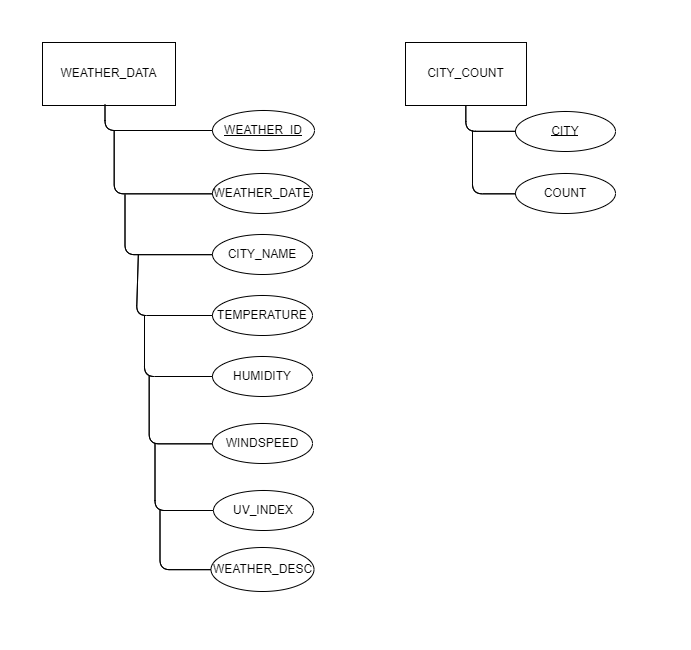 WEATHER_DATA
WEATHER_ID
WEATHER_DATE
CITY_NAME
TEMPERATURE
HUMIDITY
WINDSPEED
UV_INDEX
WEATHER_DESC
CITY_COUNT
CITY
COUNT